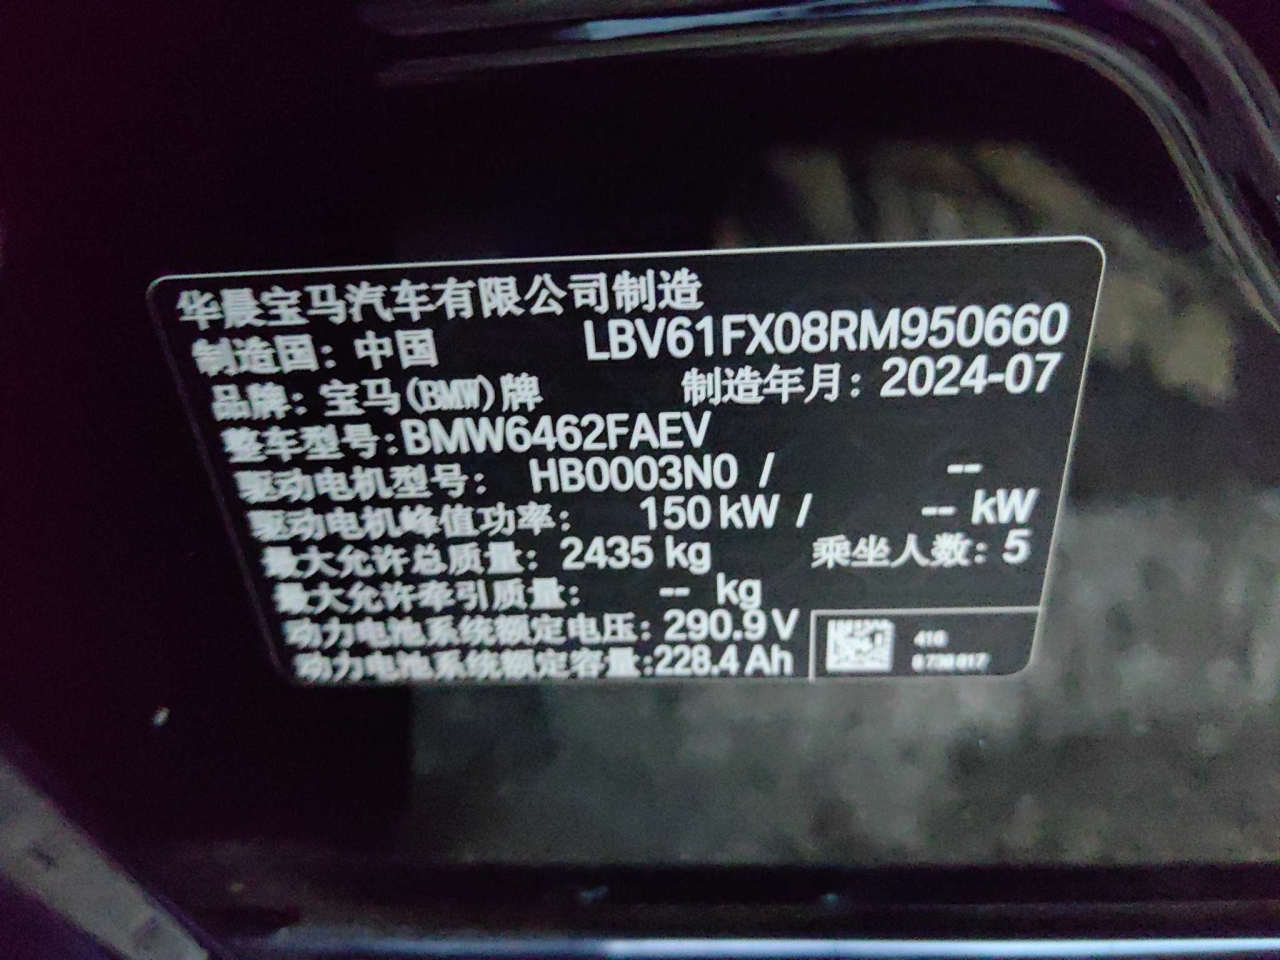 华晨宝马汽车有限公司制造
制造国：中国 LBV61FX08RM950660
品牌：宝马(BMW)牌 制造年月：2024-07
整车型号：BMW6462FAEV
驱动电机型号： HB0003N0 / --
驱动电机峰值功率： 150 kW / -- kW
最大允许总质量：2435 kg 乘坐人数：5
最大允许牵引质量： -- kg
动力电池系统额定电压：290.9 V
动力电池系统额定容量:228.4 Ah